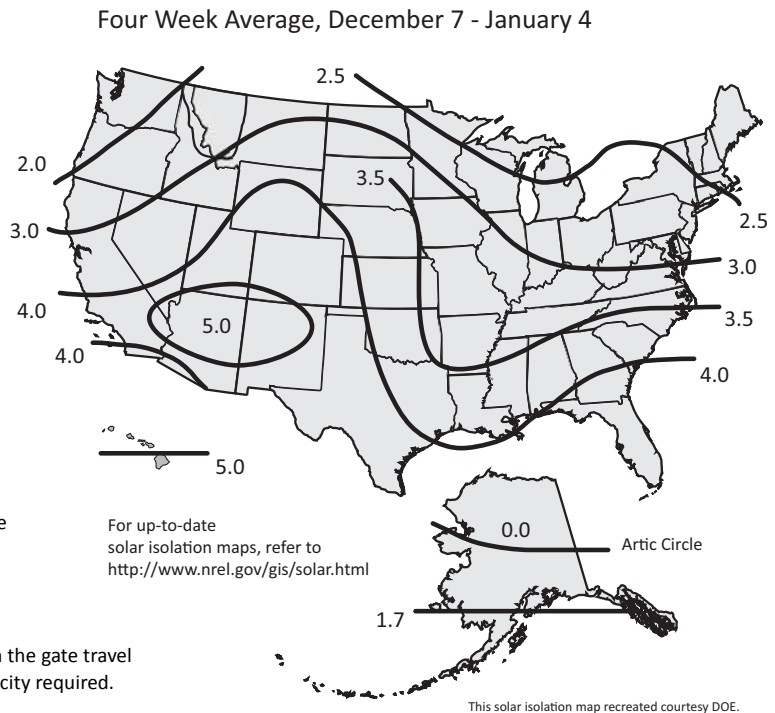 Four Week Average, December 7 - January 4
2.5
2.0
3.5
2.5
3.0
3.0
4.0
5.0
3.5
4.0
4.0
5.0
e
For up-to-date
solar isolation maps, refer to
http://www.nrel.gov/gis/solar.html
0.0
Artic Circle
1.7
the gate travel
city required.
This solar isolation map recreated courtesy DOE.